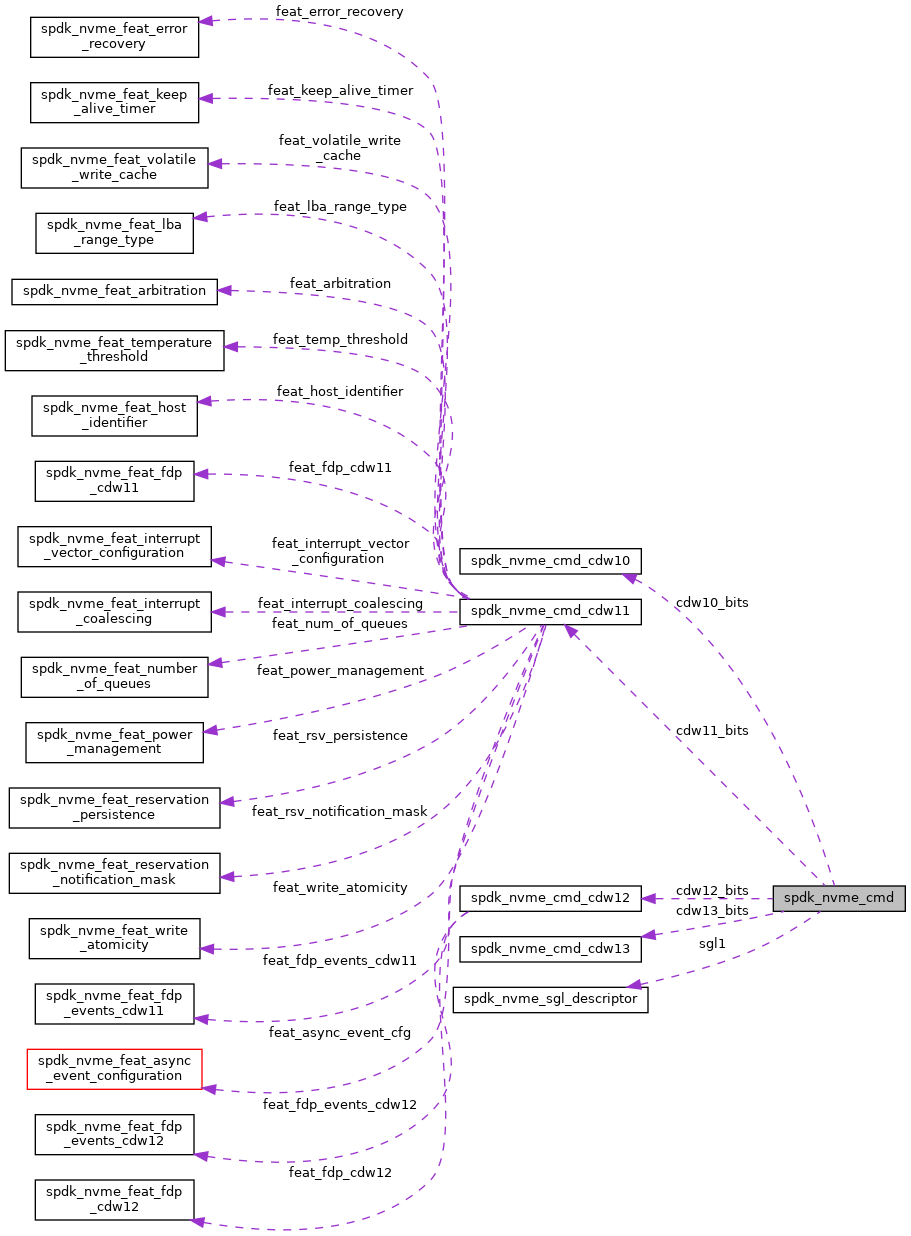 feat_error_recovery
spdk_nvme_feat_error
_recovery
feat_keep_alive_timer
spdk_nvme_feat_keep
_alive_timer
feat_volatile_write
_cache
spdk_nvme_feat_volatile
_write_cache
feat_lba_range_type
spdk_nvme_feat_lba
_range_type
feat_arbitration
spdk_nvme_feat_arbitration
feat_temp_threshold
spdk_nvme_feat_temperature
_threshold
feat_host_identifier
spdk_nvme_feat_host
_identifier
feat_fdp_cdw11
spdk_nvme_feat_fdp
_cdw11
feat_interrupt_vector
_configuration
spdk_nvme_feat_interrupt
_vector_configuration
spdk_nvme_cmd_cdw10
cdw10_bits
feat_interrupt_coalescing
spdk_nvme_feat_interrupt
_coalescing
spdk_nvme_cmd_cdw11
feat_num_of_queues
spdk_nvme_feat_number
_of_queues
feat_power_management
spdk_nvme_feat_power
_management
cdw11_bits
feat_rsv_persistence
spdk_nvme_feat_reservation
_persistence
feat_rsv_notification_mask
spdk_nvme_feat_reservation
_notification_mask
feat_write_atomicity
spdk_nvme_feat_write
_atomicity
spdk_nvme_cmd_cdw12
cdw12_bits
spdk_nvme_cmd
cdw13_bits
spdk_nvme_cmd_cdw13
sgl1
spdk_nvme_sgl_descriptor
feat_fdp_events_cdw11
spdk_nvme_feat_fdp
_events_cdw11
feat_async_event_cfg
spdk_nvme_feat_async
_event_configuration
feat_fdp_events_cdw12
spdk_nvme_feat_fdp
_events_cdw12
feat_fdp_cdw12
spdk_nvme_feat_fdp
_cdw12